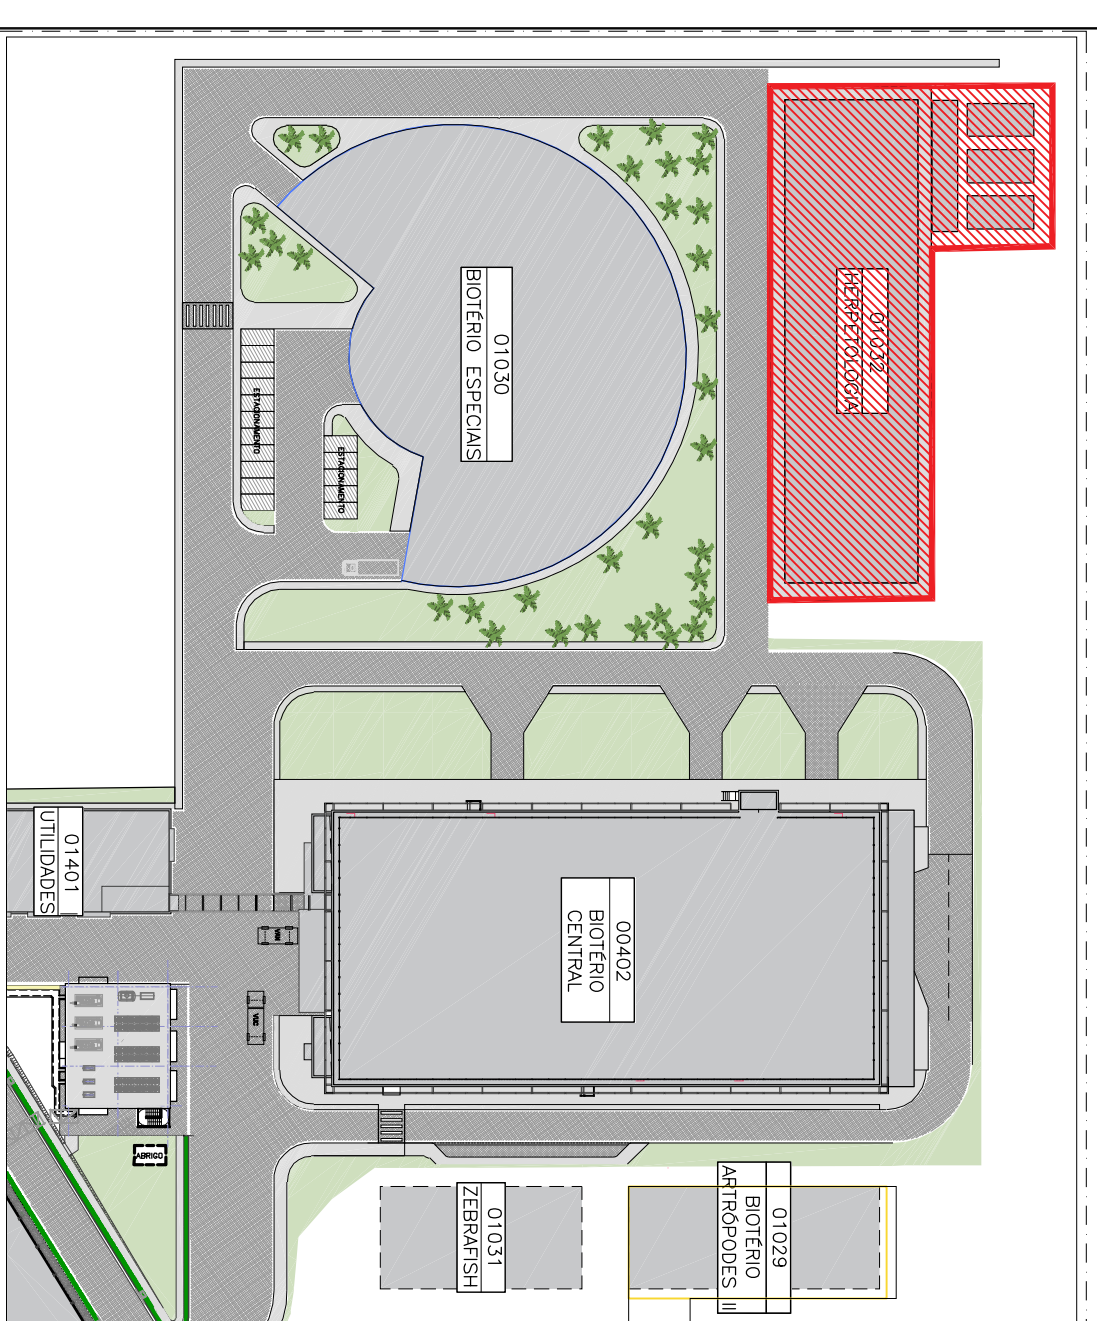 01032
HERPETOLOGIA
01030
BIOTÉRIO ESPECIAIS
ESTACIONAMENTO
ESTACIONAMENTO
01401
UTILIDADES
00402
BIOTÉRIO
CENTRAL
VUC
ABRIGO
01031
ZEBRAFISH
01029
BIOTÉRIO
ARTRÓPODES II